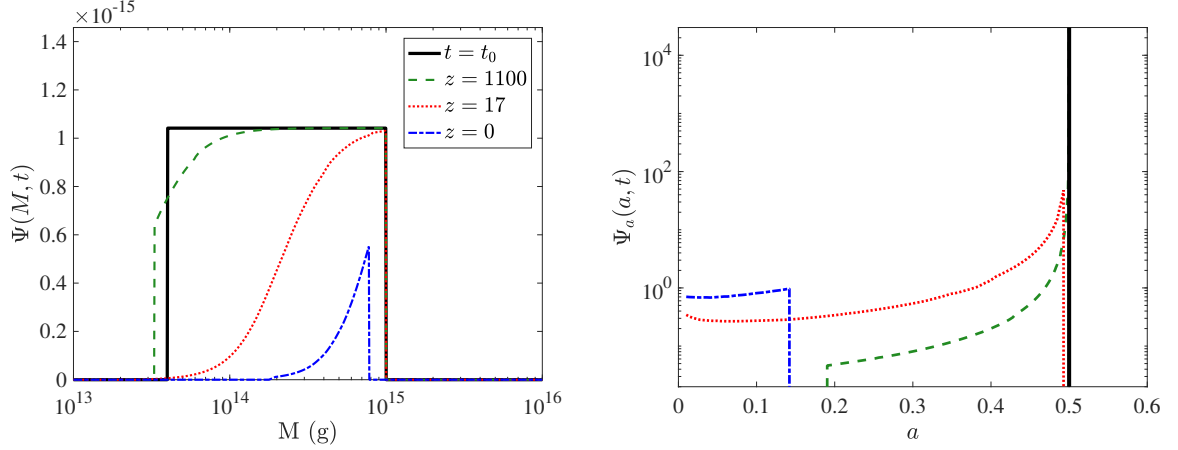 ×10⁻¹⁵
1.4
1.2
1
0.8
0.6
0.4
0.2
0
Ψ(M, t)
10¹³
10¹⁴
10¹⁵
10¹⁶
M (g)
t = t₀
z = 1100
z = 17
z = 0
10⁴
10²
10⁰
Ψₐ(a, t)
0
0.1
0.2
0.3
0.4
0.5
0.6
a